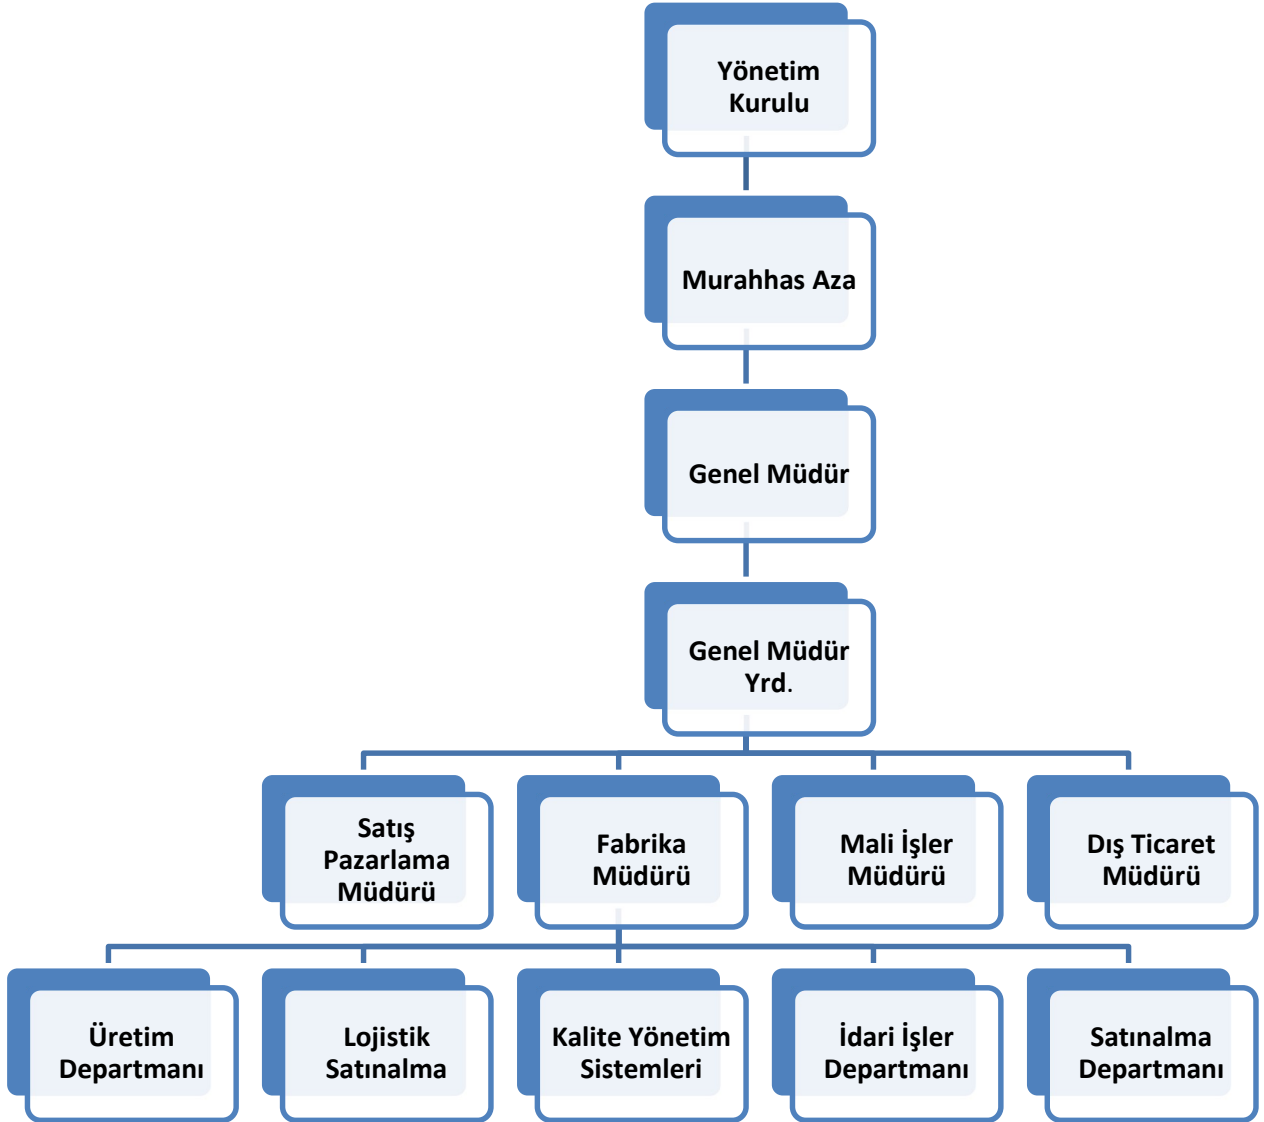 Yönetim
Kurulu
Murahhas Aza
Genel Müdür
Genel Müdür
Yrd.
Satış
Pazarlama
Müdürü
Fabrika
Müdürü
Mali İşler
Müdürü
Dış Ticaret
Müdürü
Üretim
Departmanı
Lojistik
Satınalma
Kalite Yönetim
Sistemleri
İdari İşler
Departmanı
Satınalma
Departmanı